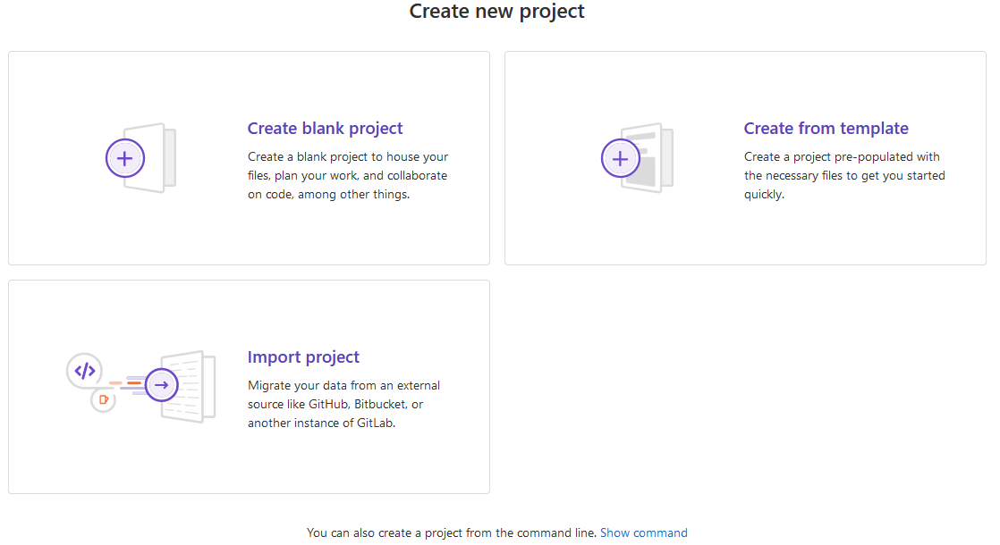 Create new project
Create blank project
Create a blank project to house your
files, plan your work, and collaborate
on code, among other things.
Create from template
Create a project pre-populated with
the necessary files to get you started
quickly.
Import project
Migrate your data from an external
source like GitHub, Bitbucket, or
another instance of GitLab.
You can also create a project from the command line. Show command